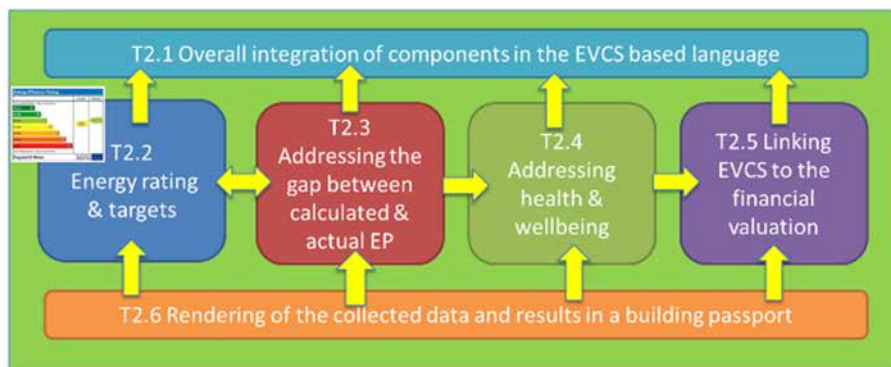 T2.1 Overall integration of components in the EVCS based language
T2.2
Energy rating
& targets
T2.3
Addressing the
gap between
calculated &
actual EP
T2.4
Addressing
health &
wellbeing
T2.5 Linking
EVCS to the
financial
valuation
T2.6 Rendering of the collected data and results in a building passport